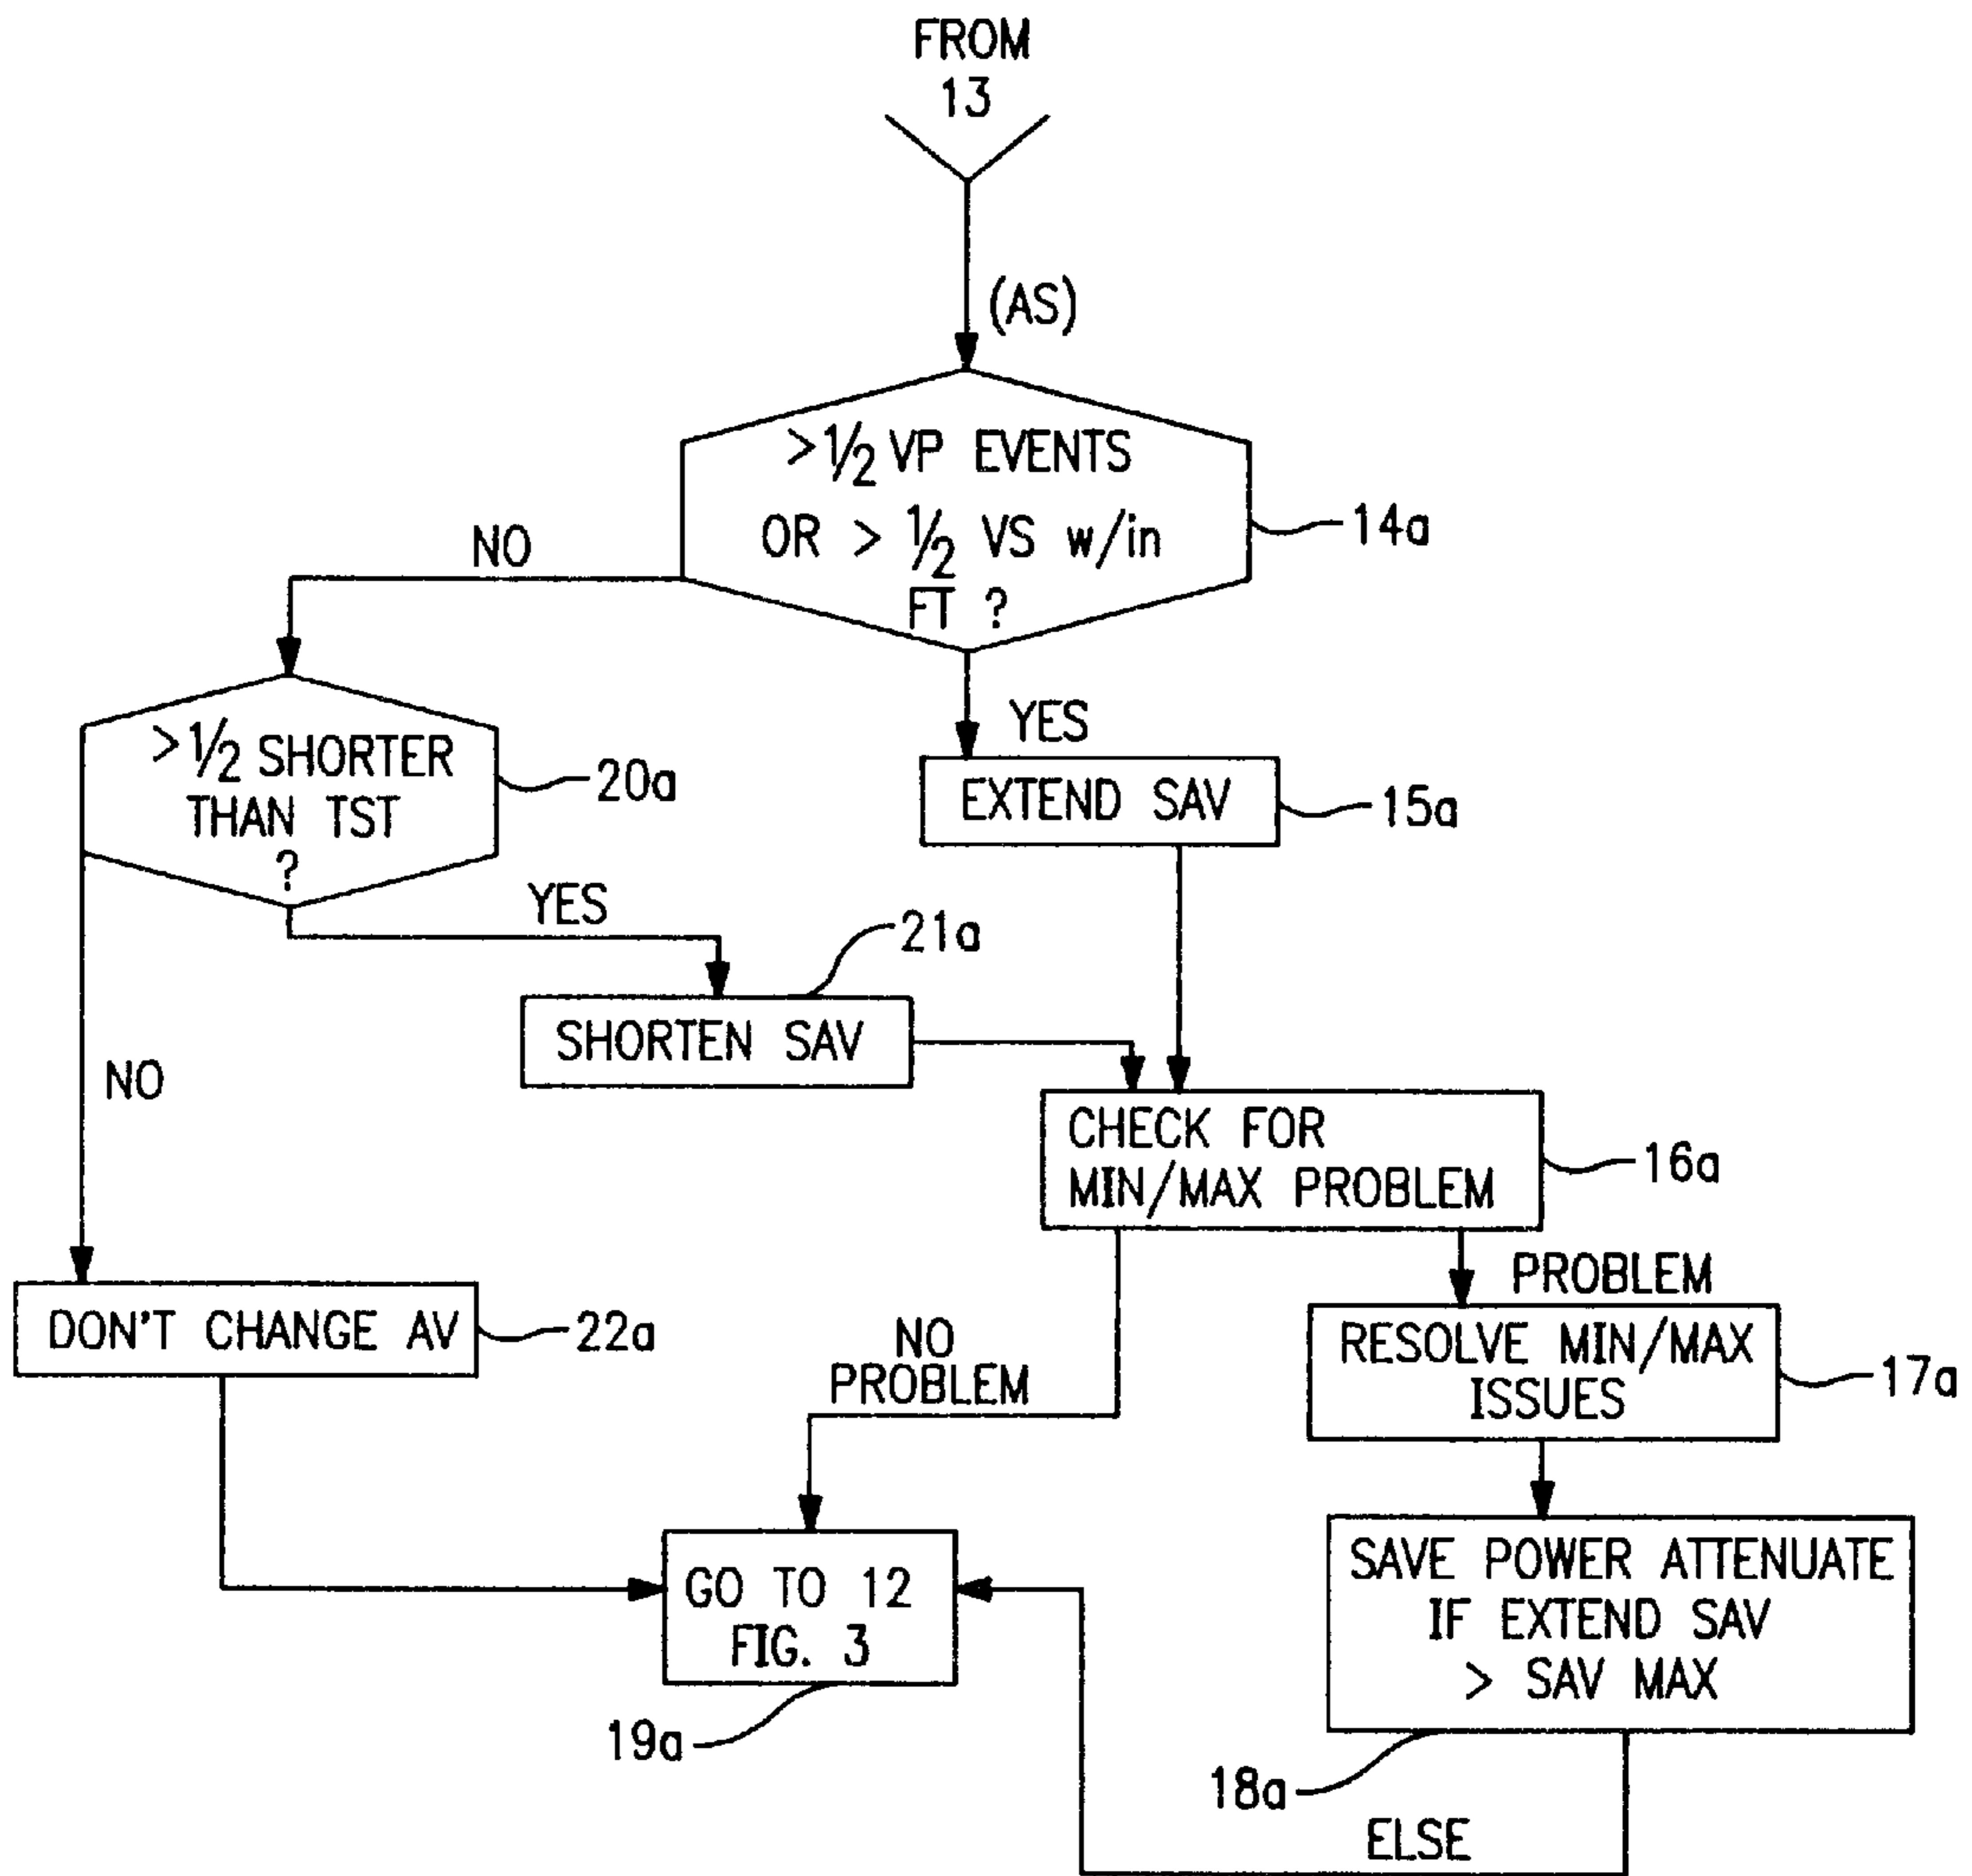 FROM
13
(AS)
>1/2 VP EVENTS
OR > 1/2 VS w/in
FT ?
14a
NO
YES
>1/2 SHORTER
THAN TST
?
20a
EXTEND SAV
15a
YES
21a
SHORTEN SAV
NO
CHECK FOR
MIN/MAX PROBLEM
16a
PROBLEM
DON'T CHANGE AV
22a
NO
PROBLEM
RESOLVE MIN/MAX
ISSUES
17a
GO TO 12
FIG. 3
19a
SAVE POWER ATTENUATE
IF EXTEND SAV
> SAV MAX
18a
ELSE